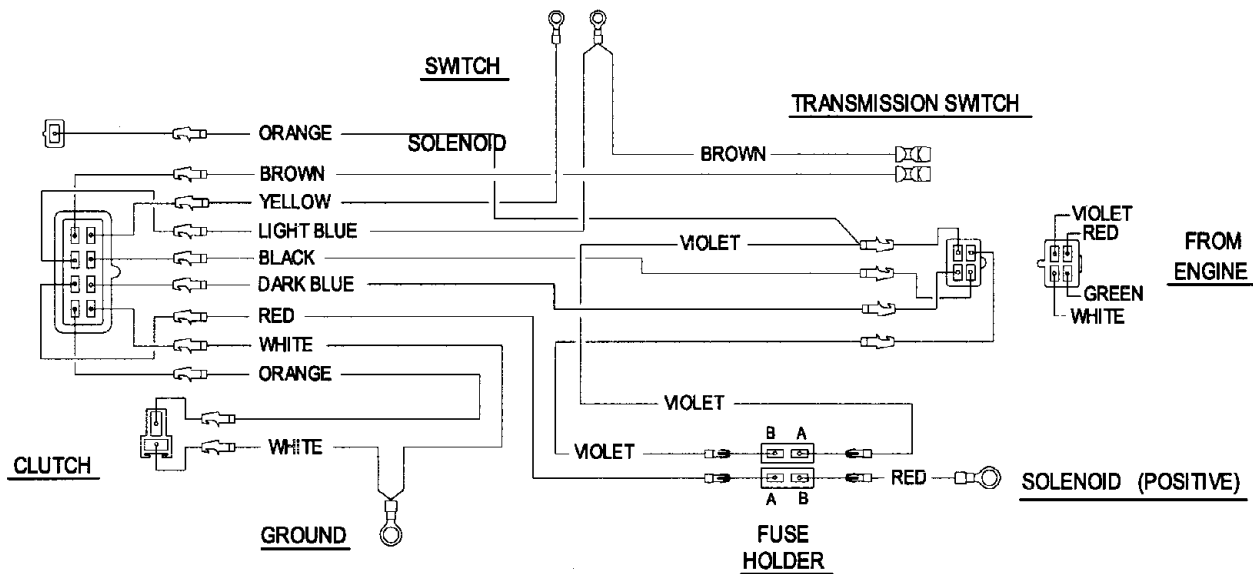 SWITCH
TRANSMISSION SWITCH
ORANGE
SOLENOID
BROWN
BROWN
YELLOW
LIGHT BLUE
VIOLET
BLACK
DARK BLUE
VIOLET
RED
FROM
ENGINE
GREEN
WHITE
RED
WHITE
ORANGE
VIOLET
WHITE
VIOLET
B A
CLUTCH
RED
SOLENOID (POSITIVE)
A B
GROUND
FUSE
HOLDER